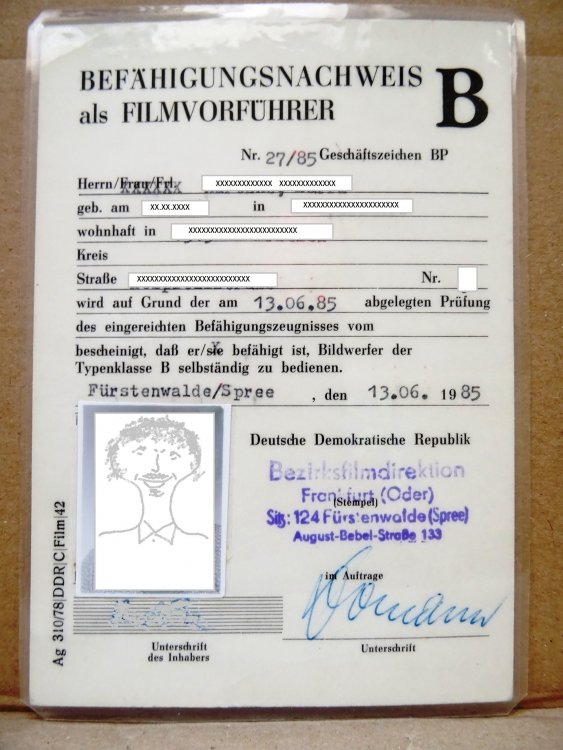 BEFÄHIGUNGSNACHWEIS
als FILMVORFÜHRER
B
Nr. 27/85 Geschäftszeichen BP
Herrn/Frau/Frl. XXXXXXXXXXXXX XXXXXXXXXXXXX
geb. am XX.XX.XXXX in XXXXXXXXXXXXXXXXXXXXXXX
wohnhaft in XXXXXXXXXXXXXXXXXXXXXXXXX
Kreis
Straße XXXXXXXXXXXXXXXXXXXXXXXXXX Nr.
wird auf Grund der am 13.06.85 abgelegten Prüfung
des eingereichten Befähigungszeugnisses vom
bescheinigt, daß er/sie befähigt ist, Bildwerfer der
Typenklasse B selbständig zu bedienen.
Fürstenwalde/Spree , den 13.06. 1985
Deutsche Demokratische Republik
Bezirksfilmdirektion
Frankfurt (Oder)
(Stempel)
Sitz: 124 Fürstenwalde (Spree)
August-Bebel-Straße 133
im Auftrage
Unterschrift
des Inhabers
Unterschrift
Ag 310/78/DDR/C/Film/42